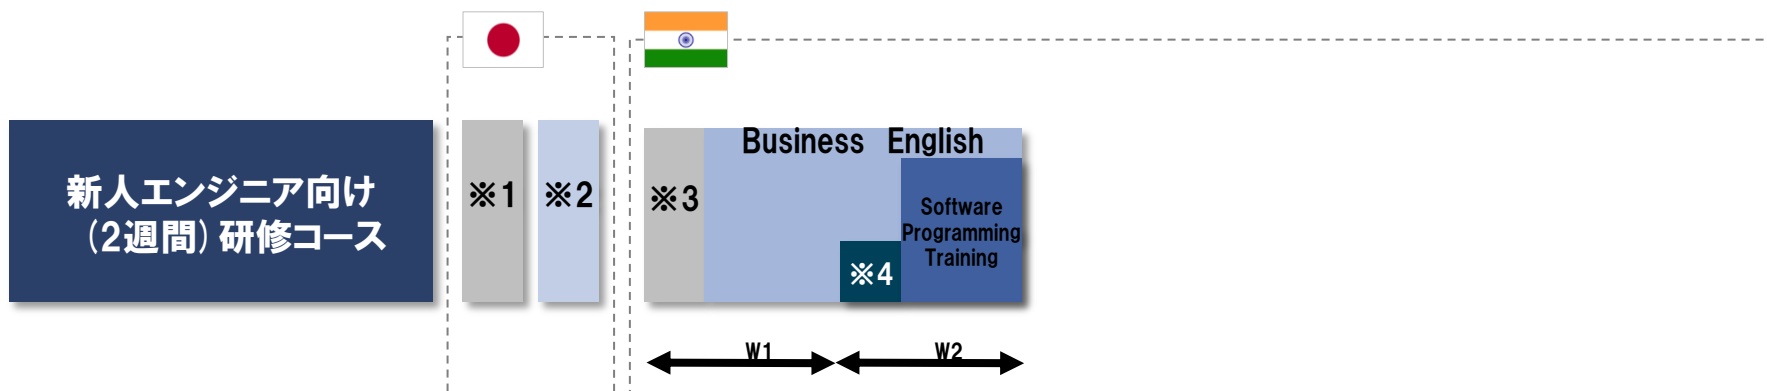 新人エンジニア向け
（2週間）研修コース
※1
※2
※3
Business English
※4
Software
Programming
Training
W1
W2